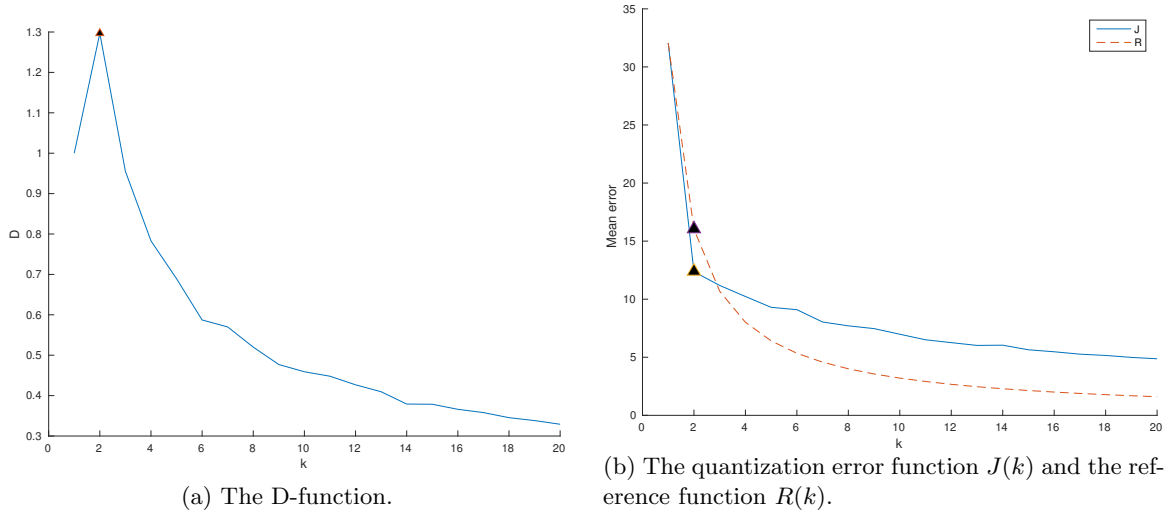 1.3
1.2
1.1
1
0.9
0.8
0.7
0.6
0.5
0.4
0.3
D
0 2 4 6 8 10 12 14 16 18 20
k
(a) The D-function.
J
R
35
30
25
20
15
10
5
0
Mean error
0 2 4 6 8 10 12 14 16 18 20
k
(b) The quantization error function J(k) and the ref-
erence function R(k).